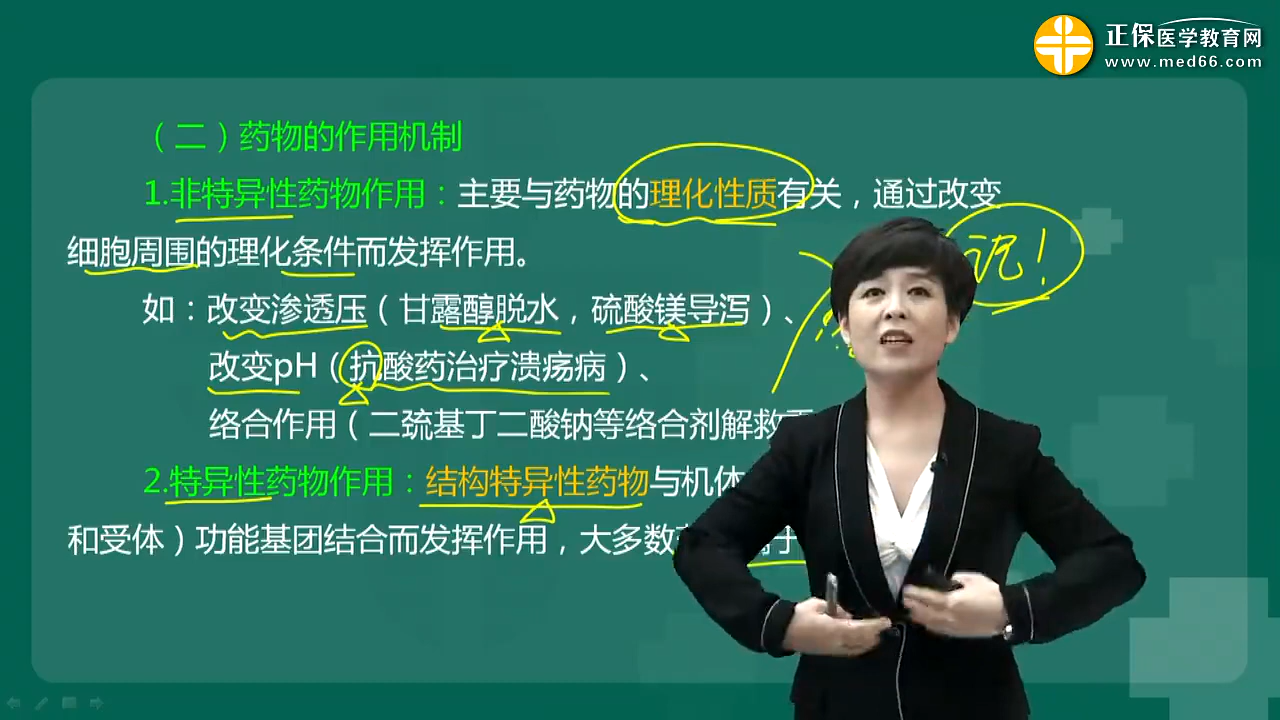 正保医学教育网
www.med66.com
（二）药物的作用机制
1.非特异性药物作用：主要与药物的理化性质有关，通过改变
细胞周围的理化条件而发挥作用。
记！
如：改变渗透压（甘露醇脱水，硫酸镁导泻）、
改变pH（抗酸药治疗溃疡病）、
络合作用（二巯基丁二酸钠等络合剂解救
2.特异性药物作用：结构特异性药物与机体
和受体）功能基团结合而发挥作用，大多数